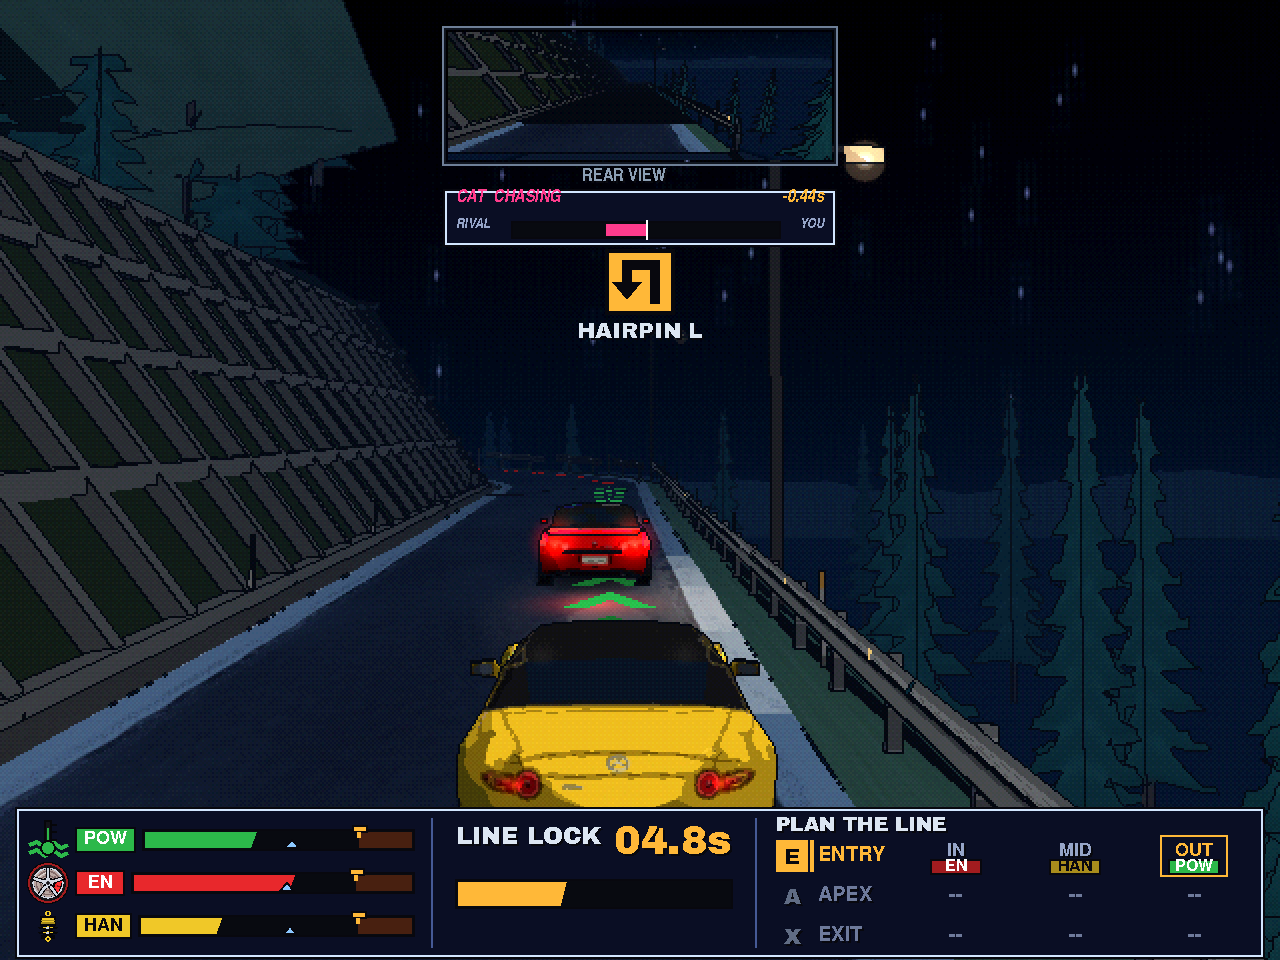 REAR VIEW
CAT CHASING -0.44s
RIVAL YOU
HAIRPIN L
POW
EN
HAN
LINE LOCK 04.8s
PLAN THE LINE
E ENTRY IN MID OUT
EN HAN POW
A APEX -- -- --
X EXIT -- -- --